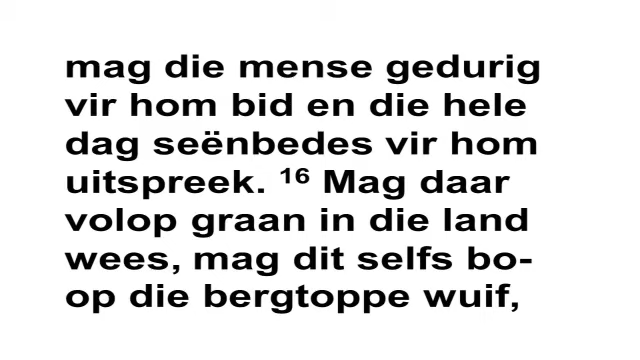 mag die mense gedurig
vir hom bid en die hele
dag seënbedes vir hom
uitspreek. ¹⁶ Mag daar
volop graan in die land
wees, mag dit selfs bo-
op die bergtoppe wuif,